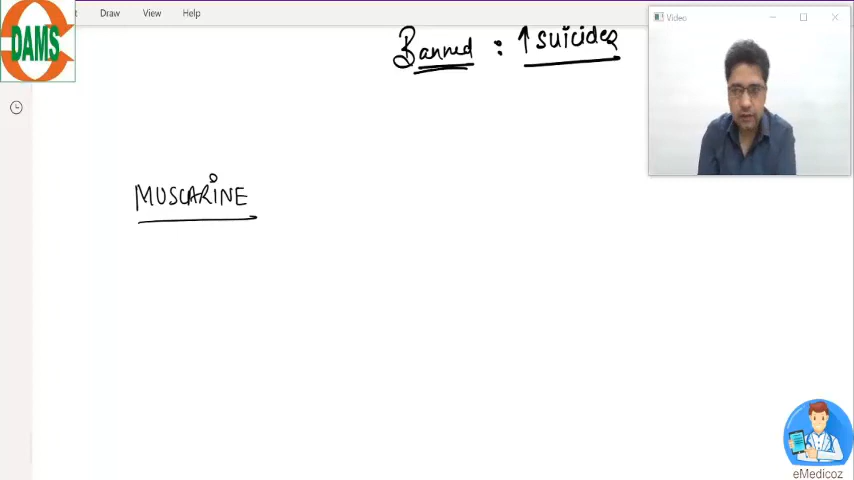 DAMS
Draw View Help
Video
Banned : ↑ suicides
MUSCARINE
eMedicoz